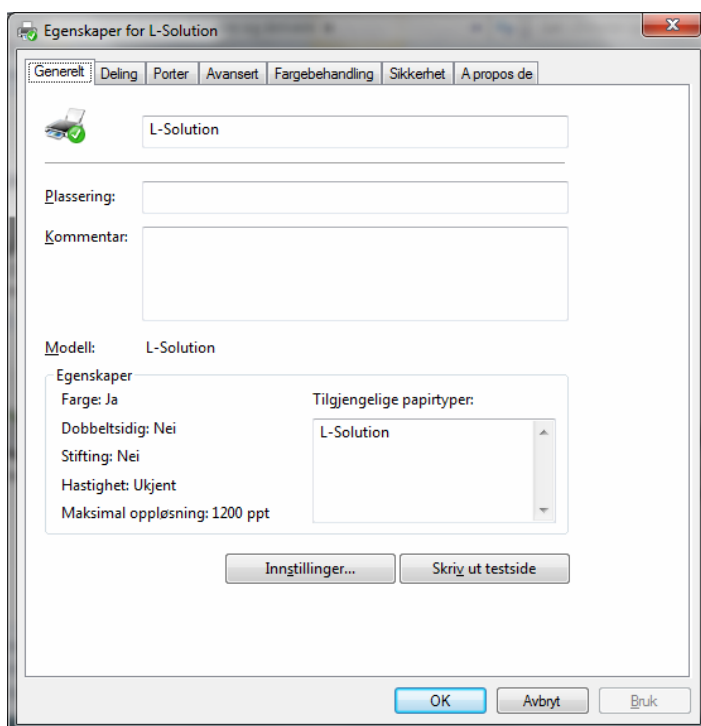 Egenskaper for L-Solution
Generelt Deling Porter Avansert Fargebehandling Sikkerhet A propos de
L-Solution
Plassering:
Kommentar:
Modell: L-Solution
Egenskaper
Farge: Ja Tilgjengelige papirtyper:
Dobbeltsidig: Nei L-Solution
Stifting: Nei
Hastighet: Ukjent
Maksimal oppløsning: 1200 ppt
Innstillinger... Skriv ut testside
OK Avbryt Bruk